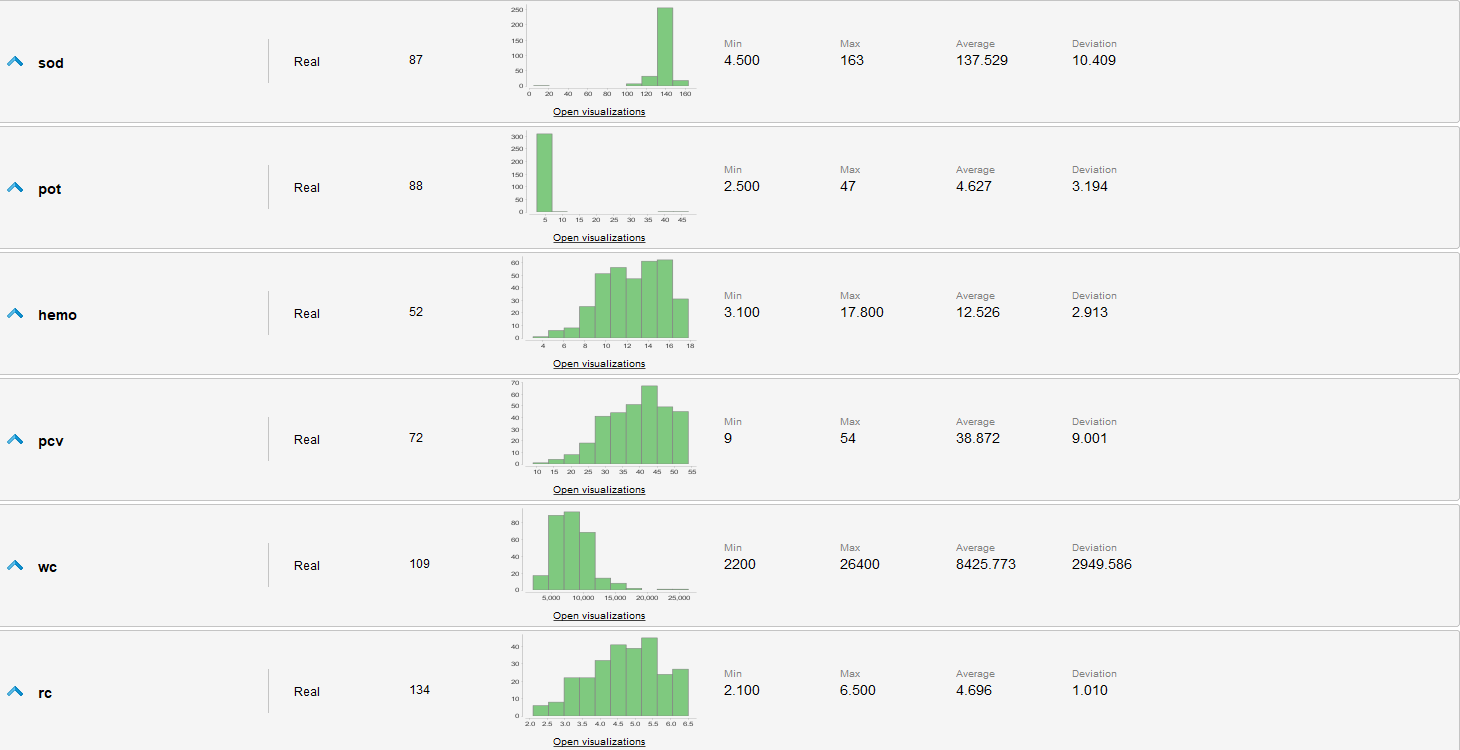 250
200
150
100
50
0
0 20 40 60 80 100 120 140 160
sod Real 87 Min Max Average Deviation
4.500 163 137.529 10.409
Open visualizations
300
250
200
150
100
50
0
5 10 15 20 25 30 35 40 45
pot Real 88 Min Max Average Deviation
2.500 47 4.627 3.194
Open visualizations
60
50
40
30
20
10
0
4 6 8 10 12 14 16 18
hemo Real 52 Min Max Average Deviation
3.100 17.800 12.526 2.913
Open visualizations
70
60
50
40
30
20
10
0
10 15 20 25 30 35 40 45 50 55
pcv Real 72 Min Max Average Deviation
9 54 38.872 9.001
Open visualizations
80
60
40
20
0
5,000 10,000 15,000 20,000 25,000
wc Real 109 Min Max Average Deviation
2200 26400 8425.773 2949.586
Open visualizations
40
30
20
10
0
2.0 2.5 3.0 3.5 4.0 4.5 5.0 5.5 6.0 6.5
rc Real 134 Min Max Average Deviation
2.100 6.500 4.696 1.010
Open visualizations